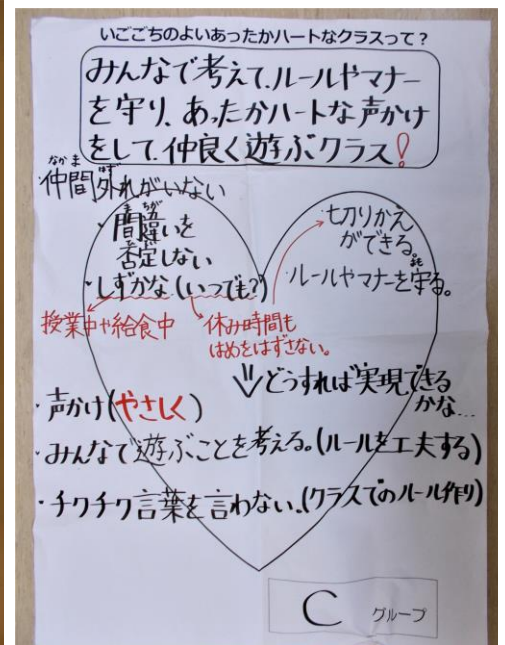 いごこちのよいあったかハートなクラスって？
みんなで考えて、ルールやマナー
を守り、あったかハートな声かけ
をして、仲良く遊ぶクラス！
なかま はず
仲間外れがいない
まちが
・間違いを
否定しない
・しずかな(いつでも?)
授業中や給食中
休み時間も
はめをはずさない。
・切りかえ
ができる。
まも
・ルールやマナーを守る。
⇓どうすれば実現できる
かな…
・声かけ(やさしく)
・みんなで遊ぶことを考える。(ルールを工夫する)
・チクチク言葉を言わない。(クラスでのルール作り)
C グループ